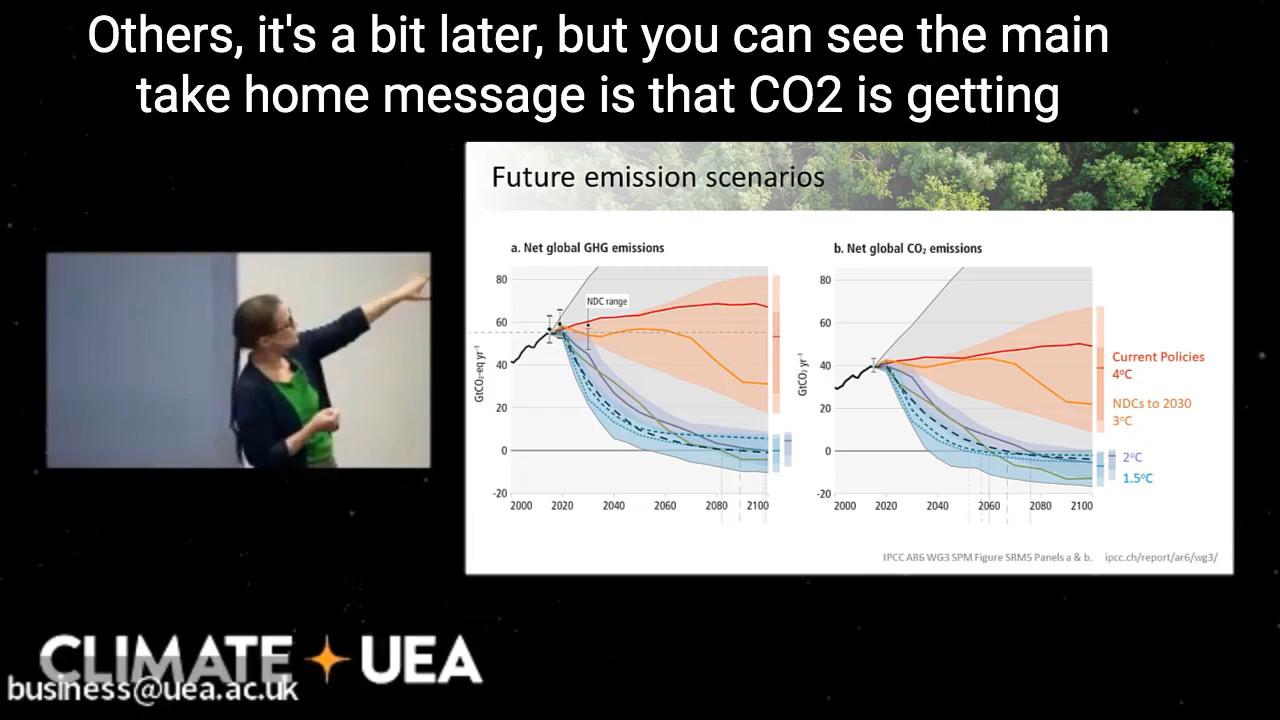 Others, it's a bit later, but you can see the main
take home message is that CO2 is getting
Future emission scenarios
a. Net global GHG emissions
80
60
40
20
0
-20
GtCO₂-eq yr⁻¹
NDC range
2000 2020 2040 2060 2080 2100
b. Net global CO₂ emissions
80
60
40
20
0
-20
GtCO₂ yr⁻¹
2000 2020 2040 2060 2080 2100
Current Policies
4°C
NDCs to 2030
3°C
2°C
1.5°C
IPCC AR6 WG3 SPM Figure SRM5 Panels a & b. ipcc.ch/report/ar6/wg3/
CLIMATE UEA
business@uea.ac.uk